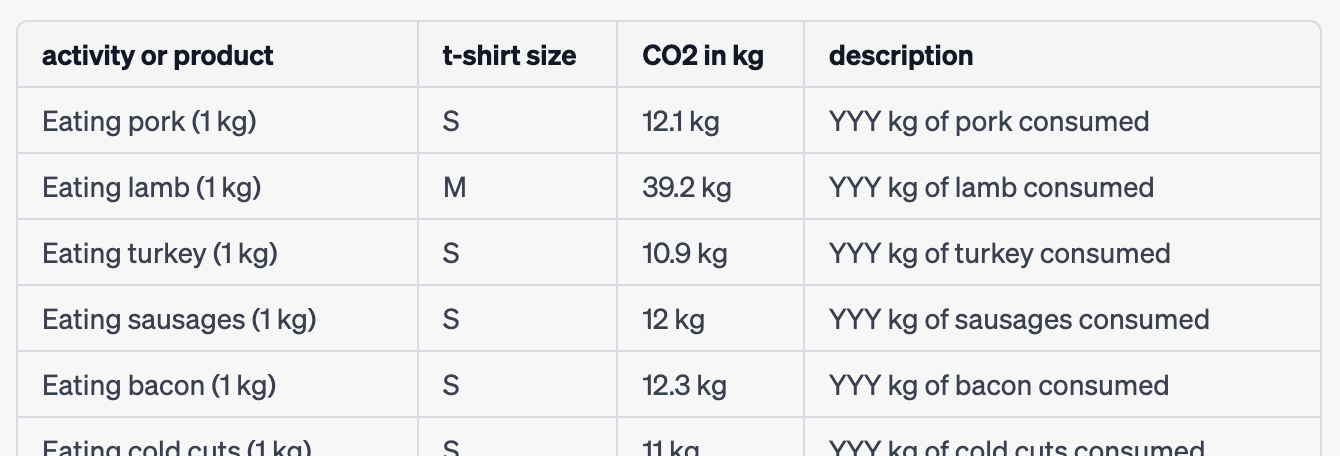 activity or product t-shirt size CO2 in kg description
Eating pork (1 kg) S 12.1 kg YYY kg of pork consumed
Eating lamb (1 kg) M 39.2 kg YYY kg of lamb consumed
Eating turkey (1 kg) S 10.9 kg YYY kg of turkey consumed
Eating sausages (1 kg) S 12 kg YYY kg of sausages consumed
Eating bacon (1 kg) S 12.3 kg YYY kg of bacon consumed
Eating cold cuts (1 kg) S 11 kg YYY kg of cold cuts consumed